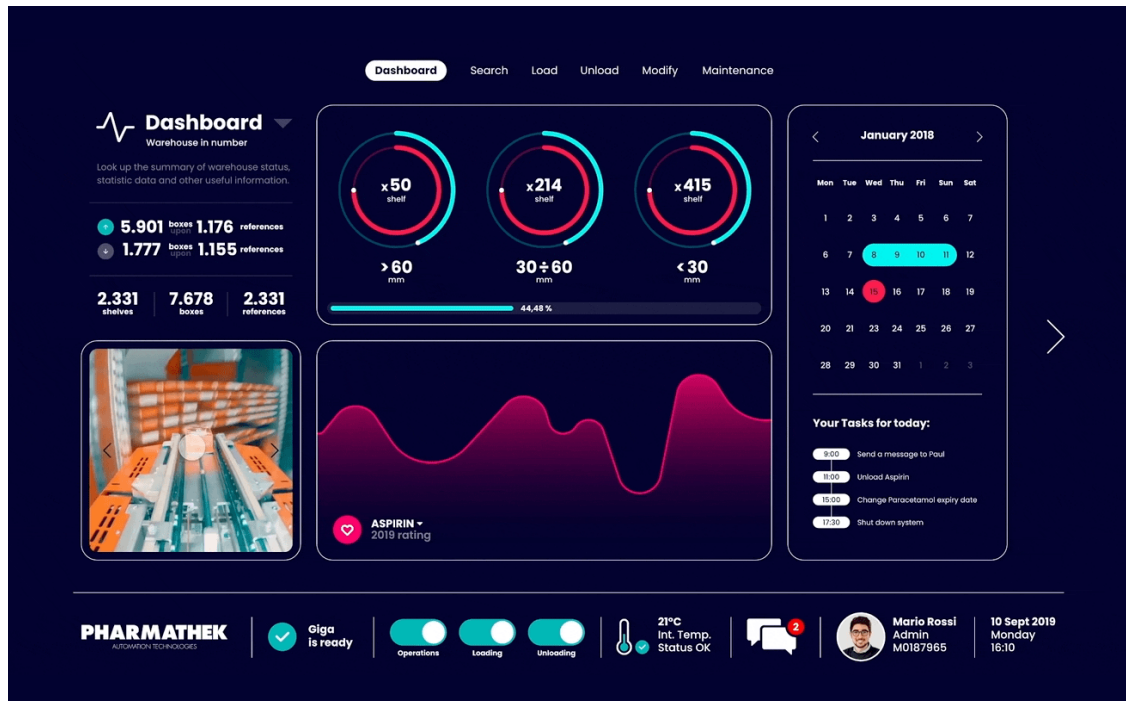 Dashboard Search Load Unload Modify Maintenance
Dashboard
Warehouse in number
Look up the summary of warehouse status,
statistic data and other useful information.
5.901 boxes upon 1.176 references
1.777 boxes upon 1.155 references
2.331 7.678 2.331
shelves boxes references
x50 x214 x415
shelf shelf shelf
>60 30÷60 <30
mm mm mm
44,48 %
ASPIRIN
2019 rating
January 2018
Mon Tue Wed Thu Fri Sun Sat
1 2 3 4 5 6 7
6 7 8 9 10 11 12
13 14 15 16 17 18 19
20 21 23 24 25 26 27
28 29 30 31 1 2 3
Your Tasks for today:
9:00 Send a message to Paul
11:00 Unload Aspirin
15:00 Change Paracetamol expiry date
17:30 Shut down system
PHARMATHEK
AUTOMATION TECHNOLOGIES
Giga
is ready
Operations Loading Unloading
21°C
Int. Temp.
Status OK
2
Mario Rossi
Admin
M0187965
10 Sept 2019
Monday
16:10